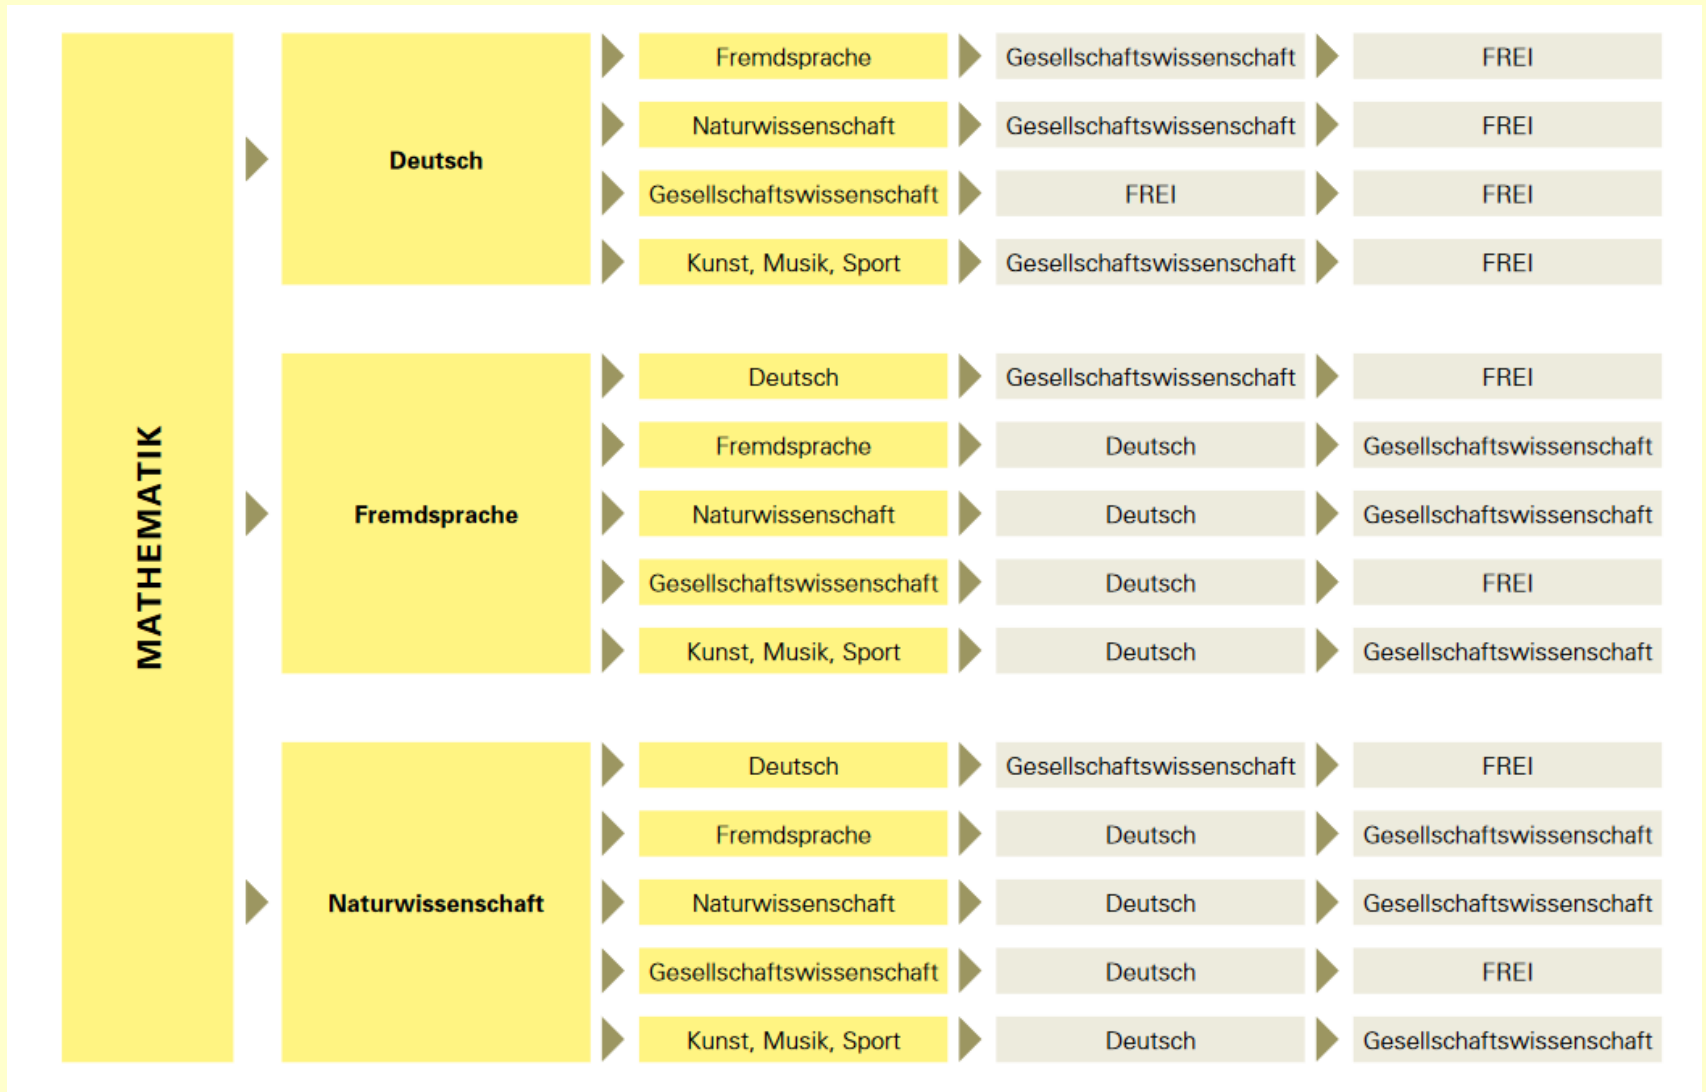 MATHEMATIK
Deutsch
Fremdsprache Gesellschaftswissenschaft FREI
Naturwissenschaft Gesellschaftswissenschaft FREI
Gesellschaftswissenschaft FREI FREI
Kunst, Musik, Sport Gesellschaftswissenschaft FREI
Fremdsprache
Deutsch Gesellschaftswissenschaft FREI
Fremdsprache Deutsch Gesellschaftswissenschaft
Naturwissenschaft Deutsch Gesellschaftswissenschaft
Gesellschaftswissenschaft Deutsch FREI
Kunst, Musik, Sport Deutsch Gesellschaftswissenschaft
Naturwissenschaft
Deutsch Gesellschaftswissenschaft FREI
Fremdsprache Deutsch Gesellschaftswissenschaft
Naturwissenschaft Deutsch Gesellschaftswissenschaft
Gesellschaftswissenschaft Deutsch FREI
Kunst, Musik, Sport Deutsch Gesellschaftswissenschaft